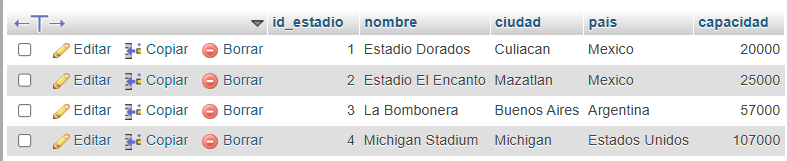 id_estadio nombre ciudad pais capacidad
Editar Copiar Borrar 1 Estadio Dorados Culiacan Mexico 20000
Editar Copiar Borrar 2 Estadio El Encanto Mazatlan Mexico 25000
Editar Copiar Borrar 3 La Bombonera Buenos Aires Argentina 57000
Editar Copiar Borrar 4 Michigan Stadium Michigan Estados Unidos 107000